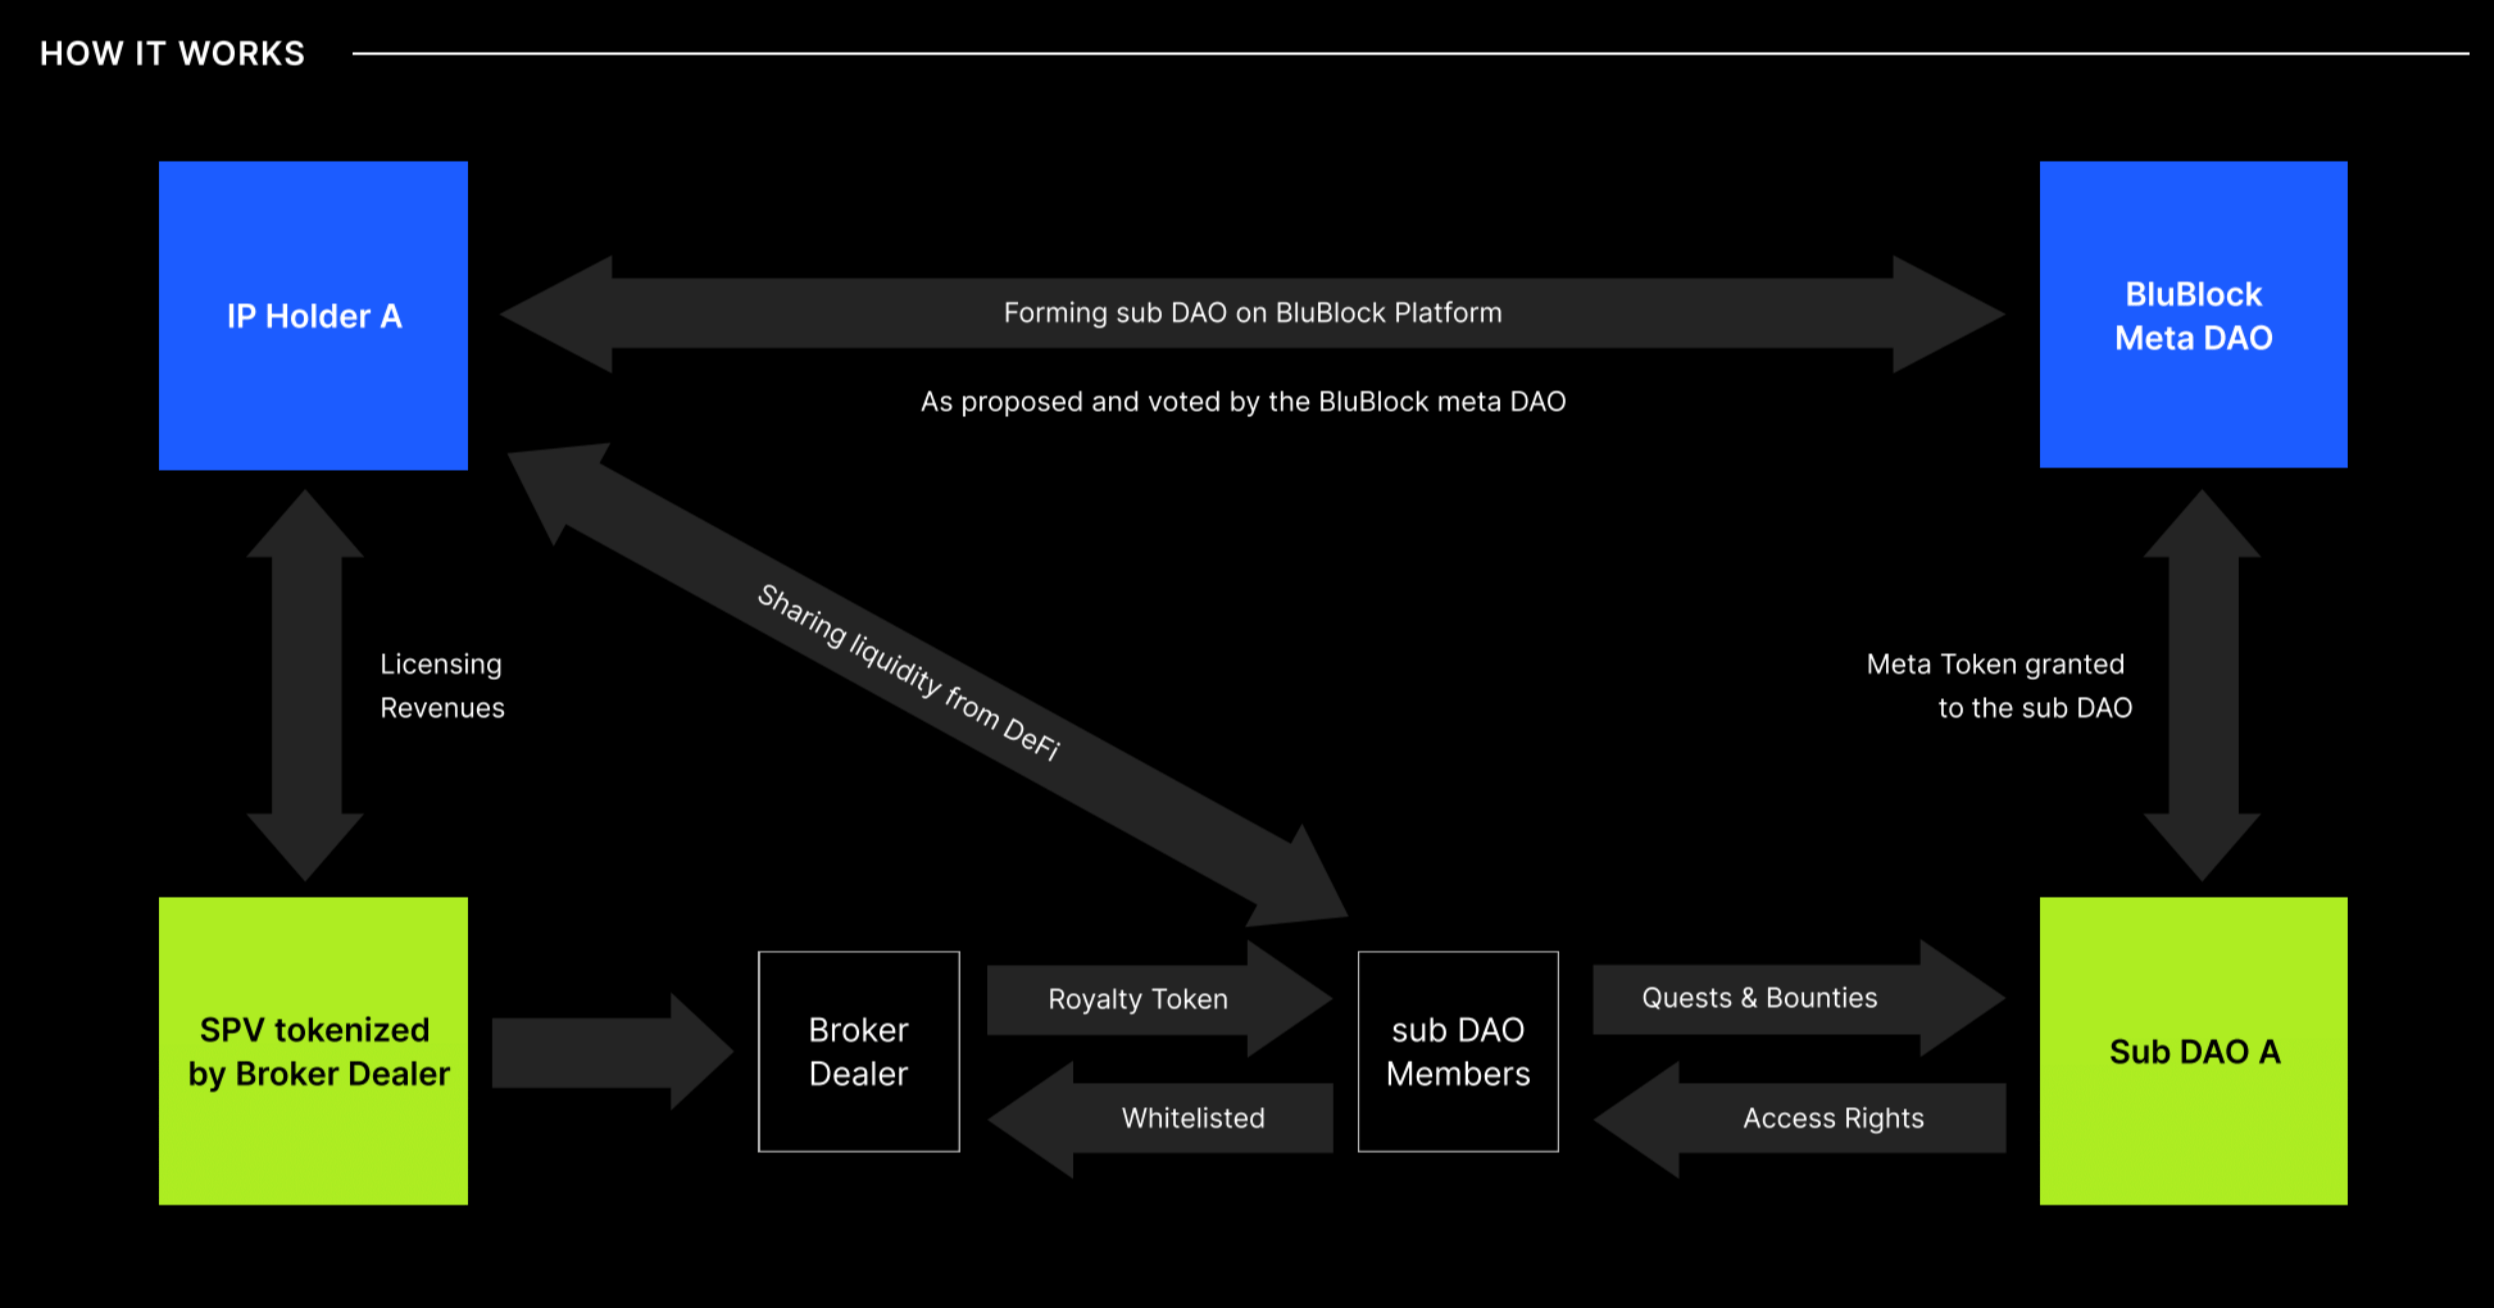 HOW IT WORKS
IP Holder A
Forming sub DAO on BluBlock Platform
As proposed and voted by the BluBlock meta DAO
BluBlock
Meta DAO
Licensing
Revenues
Sharing liquidity from DeFi
Meta Token granted
to the sub DAO
SPV tokenized
by Broker Dealer
Broker
Dealer
Royalty Token
Whitelisted
sub DAO
Members
Quests & Bounties
Access Rights
Sub DAO A